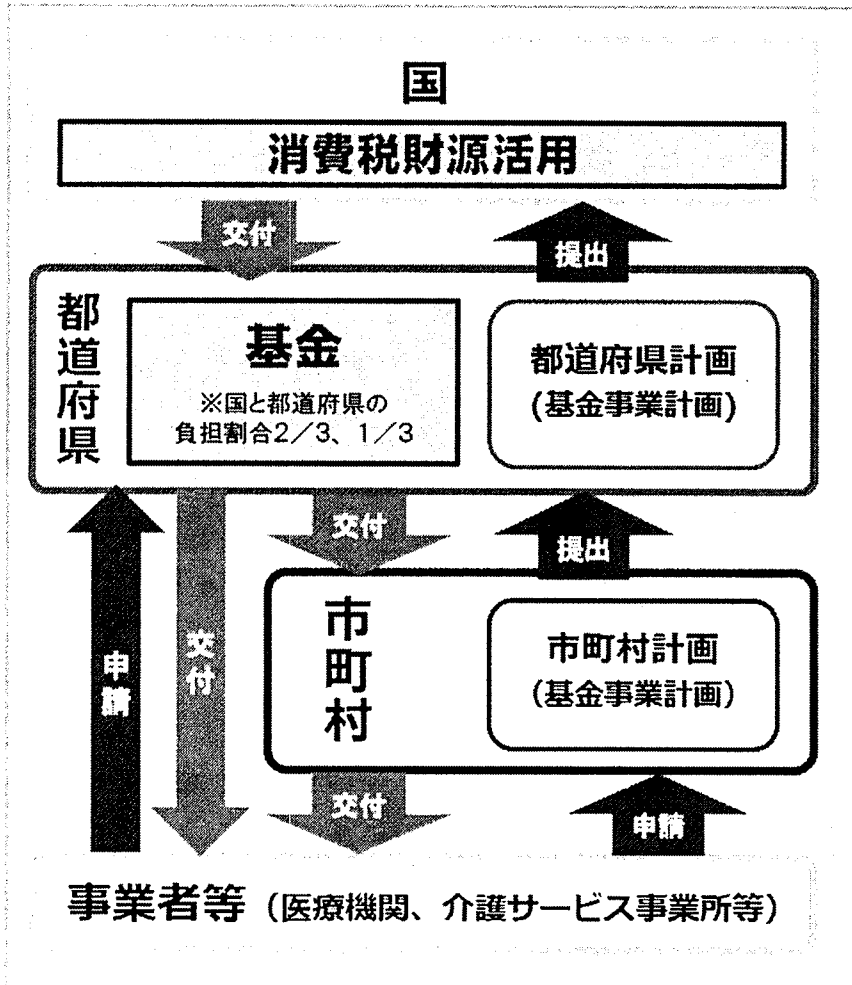 国
消費税財源活用
交付
提出
都道府県
基金
※国と都道府県の
負担割合2／3、1／3
都道府県計画
(基金事業計画)
交付
提出
申請
交付
市町村
市町村計画
（基金事業計画）
交付
申請
事業者等（医療機関、介護サービス事業所等）